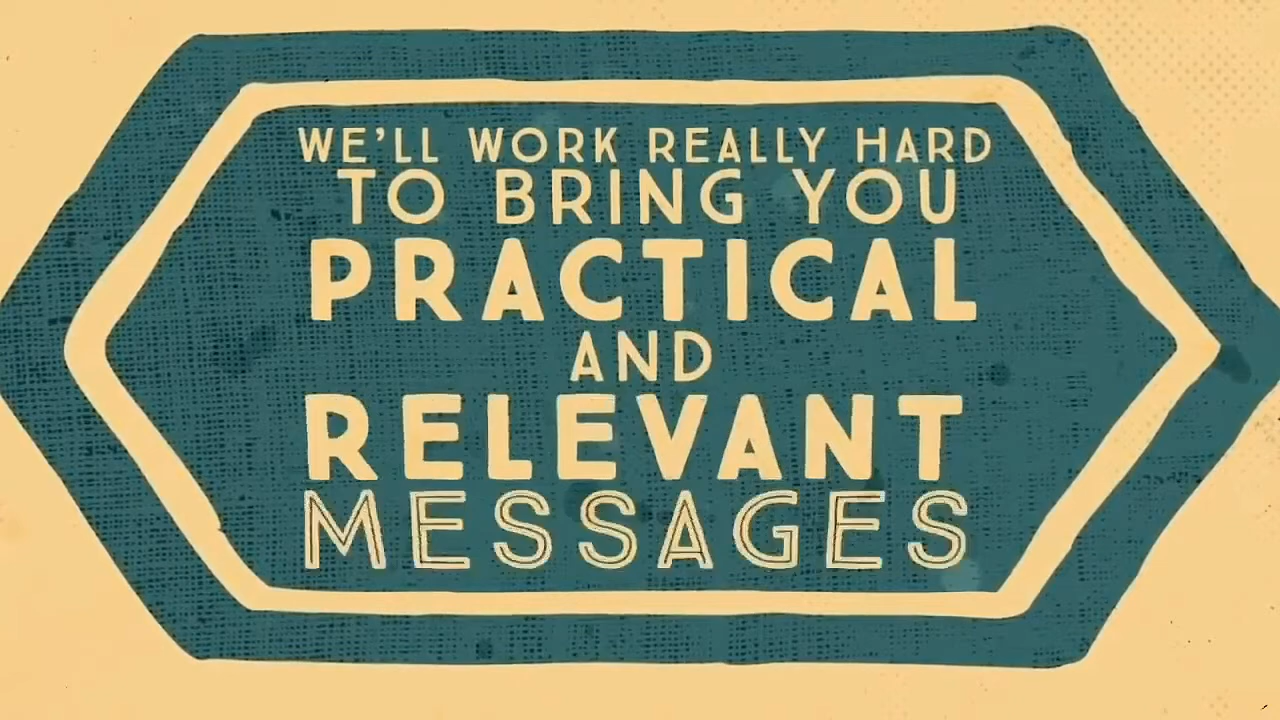 WE'LL WORK REALLY HARD
TO BRING YOU
PRACTICAL
AND
RELEVANT
MESSAGES